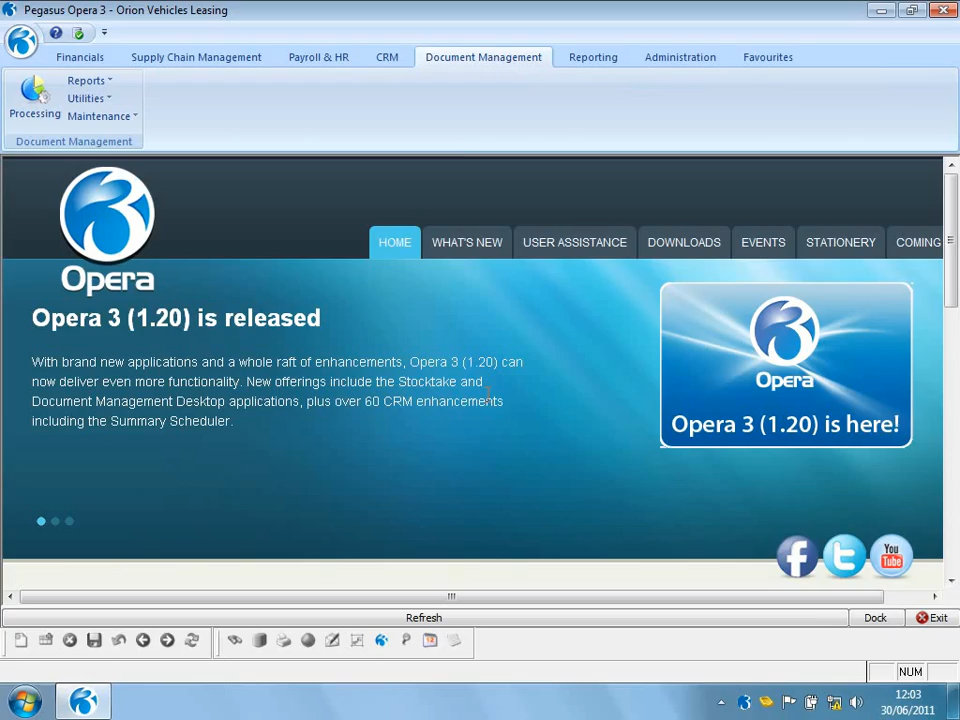 Pegasus Opera 3 - Orion Vehicles Leasing
Financials Supply Chain Management Payroll & HR CRM Document Management Reporting Administration Favourites
Processing
Reports
Utilities
Maintenance
Document Management
Opera
HOME WHAT'S NEW USER ASSISTANCE DOWNLOADS EVENTS STATIONERY COMING
Opera 3 (1.20) is released
With brand new applications and a whole raft of enhancements, Opera 3 (1.20) can
now deliver even more functionality. New offerings include the Stocktake and
Document Management Desktop applications, plus over 60 CRM enhancements
including the Summary Scheduler.
Opera
Opera 3 (1.20) is here!
You
Tube
Refresh Dock Exit
NUM
12:03
30/06/2011